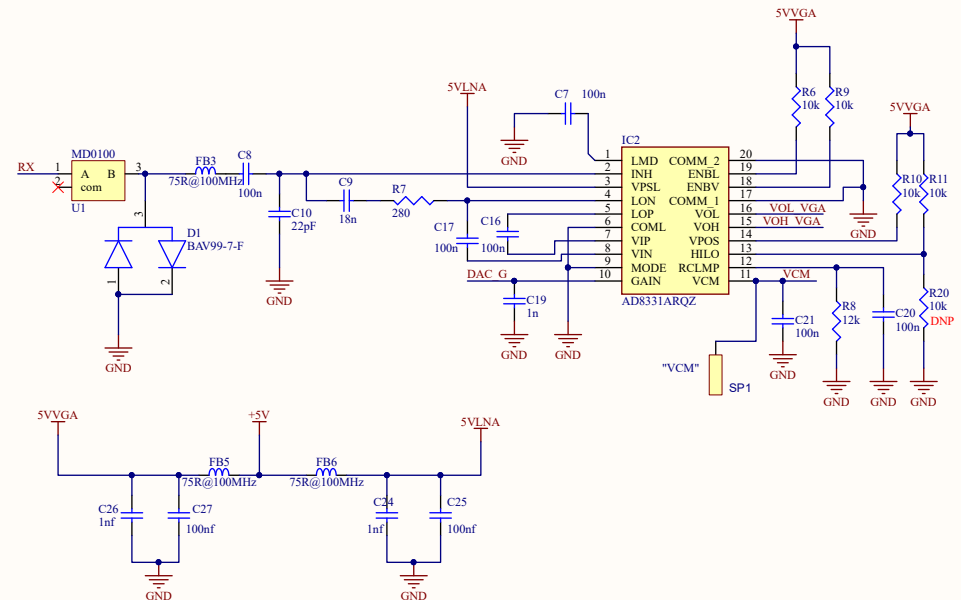 5VVGA
R6
10k
R9
10k
5VLNA
C7 100n
GND
5VVGA
R10
10k
R11
10k
IC2
MD0100
RX 1 A B 3
2 com
U1
FB3
75R@100MHz
C8
100n
C9
18n
R7
280
C10
22pF
GND
3
D1
BAV99-7-F
1
2
GND
C17
100n
C16
100n
DAC_G
C19
1n
GND
GND
1 LMD COMM_2 20
2 INH ENBL 19
3 VPSL ENBV 18
4 LON COMM_1 17
5 LOP VOL 16 VOL_VGA
6 COML VOH 15 VOH_VGA
7 VIP VPOS 14
8 VIN HILO 13
9 MODE RCLMP 12
10 GAIN VCM 11 VCM
AD8331ARQZ
GND
"VCM"
SP1
C21
100n
GND
R8
12k
GND
C20
100n
GND
R20
10k
DNP
GND
5VVGA
+5V
5VLNA
FB5
75R@100MHz
FB6
75R@100MHz
C26
1nf
C27
100nf
GND
C24
1nf
C25
100nf
GND